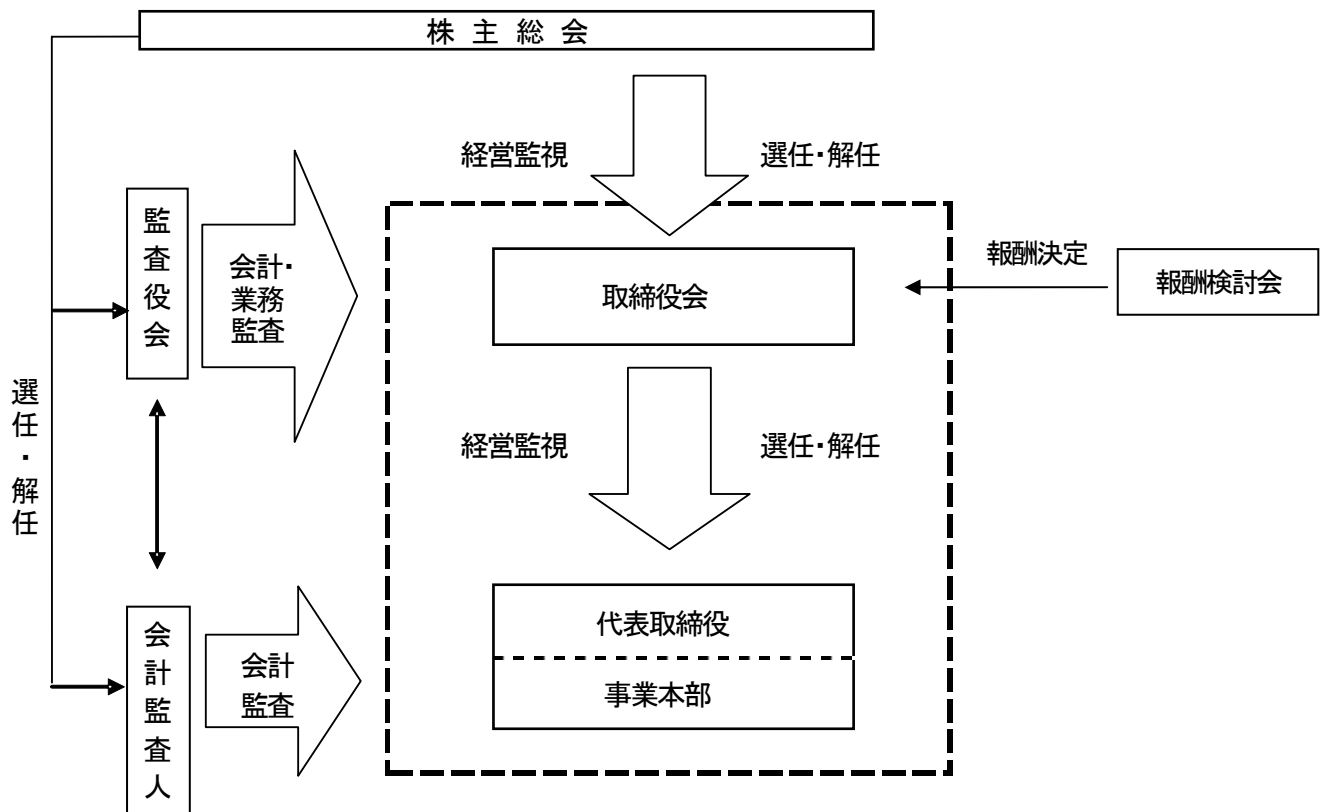 株主総会
経営監視
選任・解任
監査役会
会計・
業務
監査
取締役会
報酬決定
報酬検討会
選任・解任
経営監視
選任・解任
会計監査人
会計
監査
代表取締役
事業本部